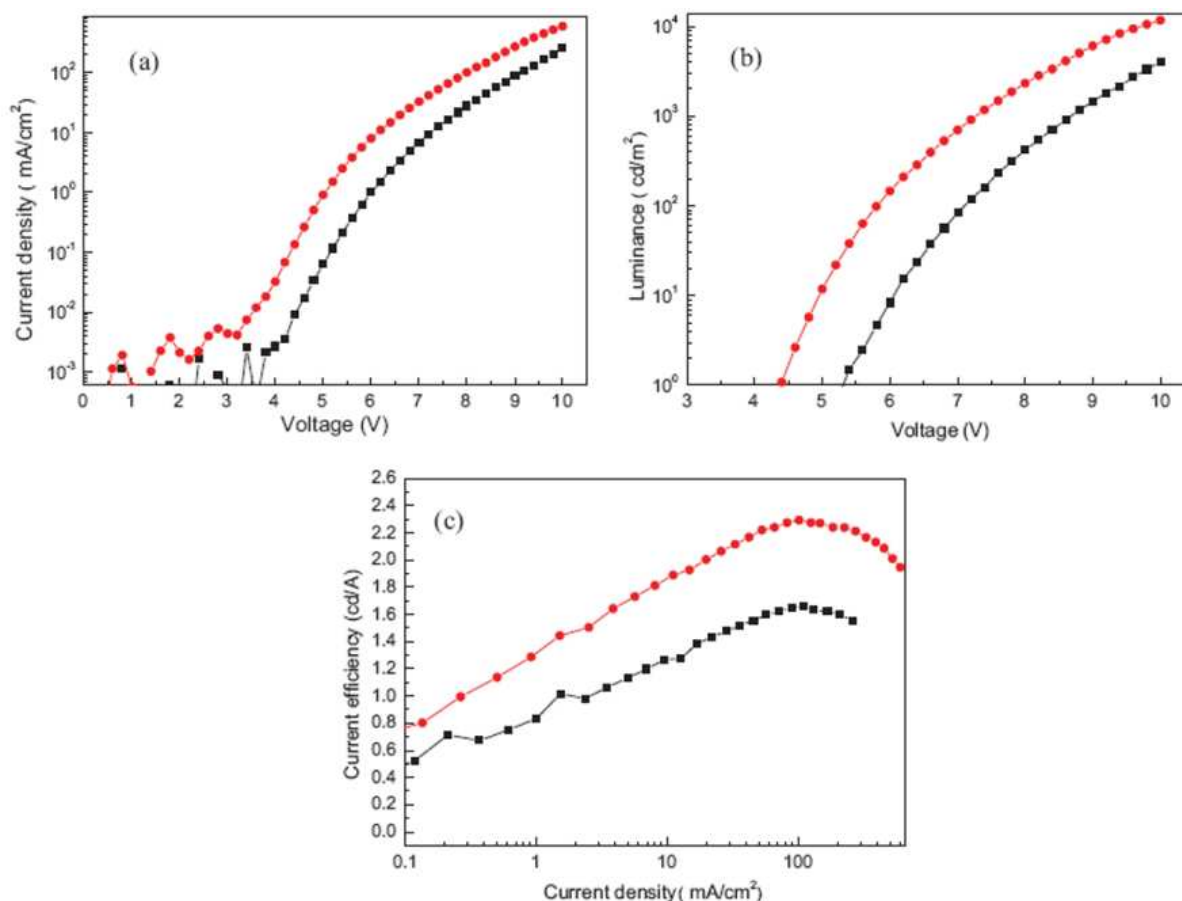 (a)
Current density ( mA/cm²)
10²
10¹
10⁰
10⁻¹
10⁻²
10⁻³
0 1 2 3 4 5 6 7 8 9 10
Voltage (V)
(b)
Luminance ( cd/m²)
10⁴
10³
10²
10¹
10⁰
3 4 5 6 7 8 9 10
Voltage (V)
(c)
Current efficiency (cd/A)
2.6
2.4
2.2
2.0
1.8
1.6
1.4
1.2
1.0
0.8
0.6
0.4
0.2
0.0
0.1 1 10 100
Current density( mA/cm²)